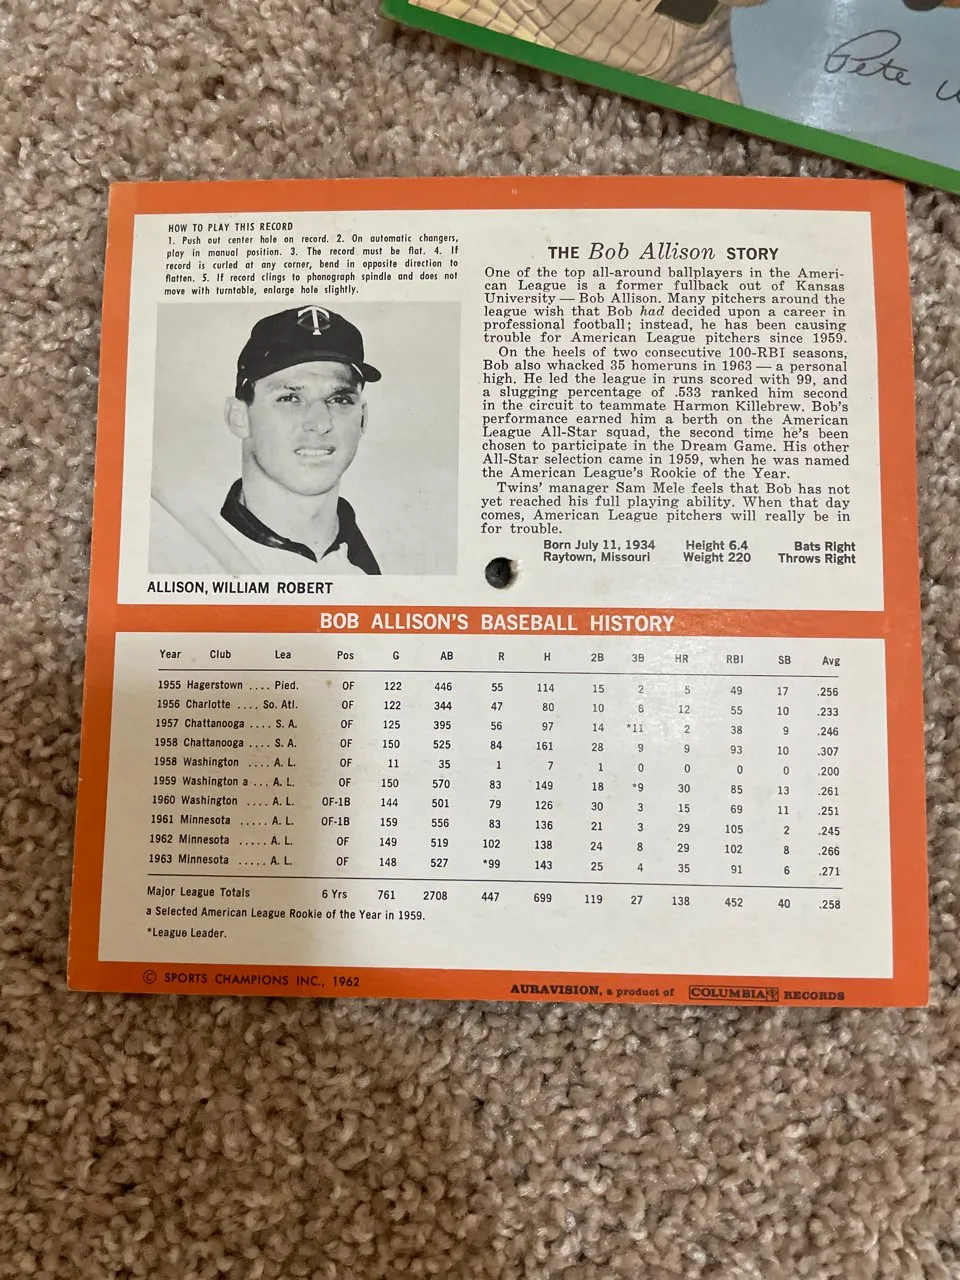 Pete
HOW TO PLAY THIS RECORD
1. Push out center hole on record. 2. On automatic changers,
play in manual position. 3. The record must be flat. 4. If
record is curled at any corner, bend in opposite direction to
flatten. 5. If record clings to phonograph spindle and does not
move with turntable, enlarge hole slightly.
T C
ALLISON, WILLIAM ROBERT
THE Bob Allison STORY
One of the top all-around ballplayers in the Ameri-
can League is a former fullback out of Kansas
University — Bob Allison. Many pitchers around the
league wish that Bob had decided upon a career in
professional football; instead, he has been causing
trouble for American League pitchers since 1959.
On the heels of two consecutive 100-RBI seasons,
Bob also whacked 35 homeruns in 1963 — a personal
high. He led the league in runs scored with 99, and
a slugging percentage of .533 ranked him second
in the circuit to teammate Harmon Killebrew. Bob's
performance earned him a berth on the American
League All-Star squad, the second time he's been
chosen to participate in the Dream Game. His other
All-Star selection came in 1959, when he was named
the American League's Rookie of the Year.
Twins' manager Sam Mele feels that Bob has not
yet reached his full playing ability. When that day
comes, American League pitchers will really be in
for trouble.
Born July 11, 1934 Height 6.4 Bats Right
Raytown, Missouri Weight 220 Throws Right
BOB ALLISON'S BASEBALL HISTORY
Year Club Lea Pos G AB R H 2B 3B HR RBI SB Avg
1955 Hagerstown .... Pied. OF 122 446 55 114 15 2 5 49 17 .256
1956 Charlotte .... So. Atl. OF 122 344 47 80 10 6 12 55 10 .233
1957 Chattanooga .... S. A. OF 125 395 56 97 14 *11 2 38 9 .246
1958 Chattanooga .... S. A. OF 150 525 84 161 28 9 9 93 10 .307
1958 Washington .... A. L. OF 11 35 1 7 1 0 0 0 0 .200
1959 Washington a ... A. L. OF 150 570 83 149 18 *9 30 85 13 .261
1960 Washington .... A. L. OF-1B 144 501 79 126 30 3 15 69 11 .251
1961 Minnesota ..... A. L. OF-1B 159 556 83 136 21 3 29 105 2 .245
1962 Minnesota ..... A. L. OF 149 519 102 138 24 8 29 102 8 .266
1963 Minnesota ..... A. L. OF 148 527 *99 143 25 4 35 91 6 .271
Major League Totals 6 Yrs 761 2708 447 699 119 27 138 452 40 .258
a Selected American League Rookie of the Year in 1959.
*League Leader.
© SPORTS CHAMPIONS INC., 1962
AURAVISION, a product of COLUMBIA RECORDS